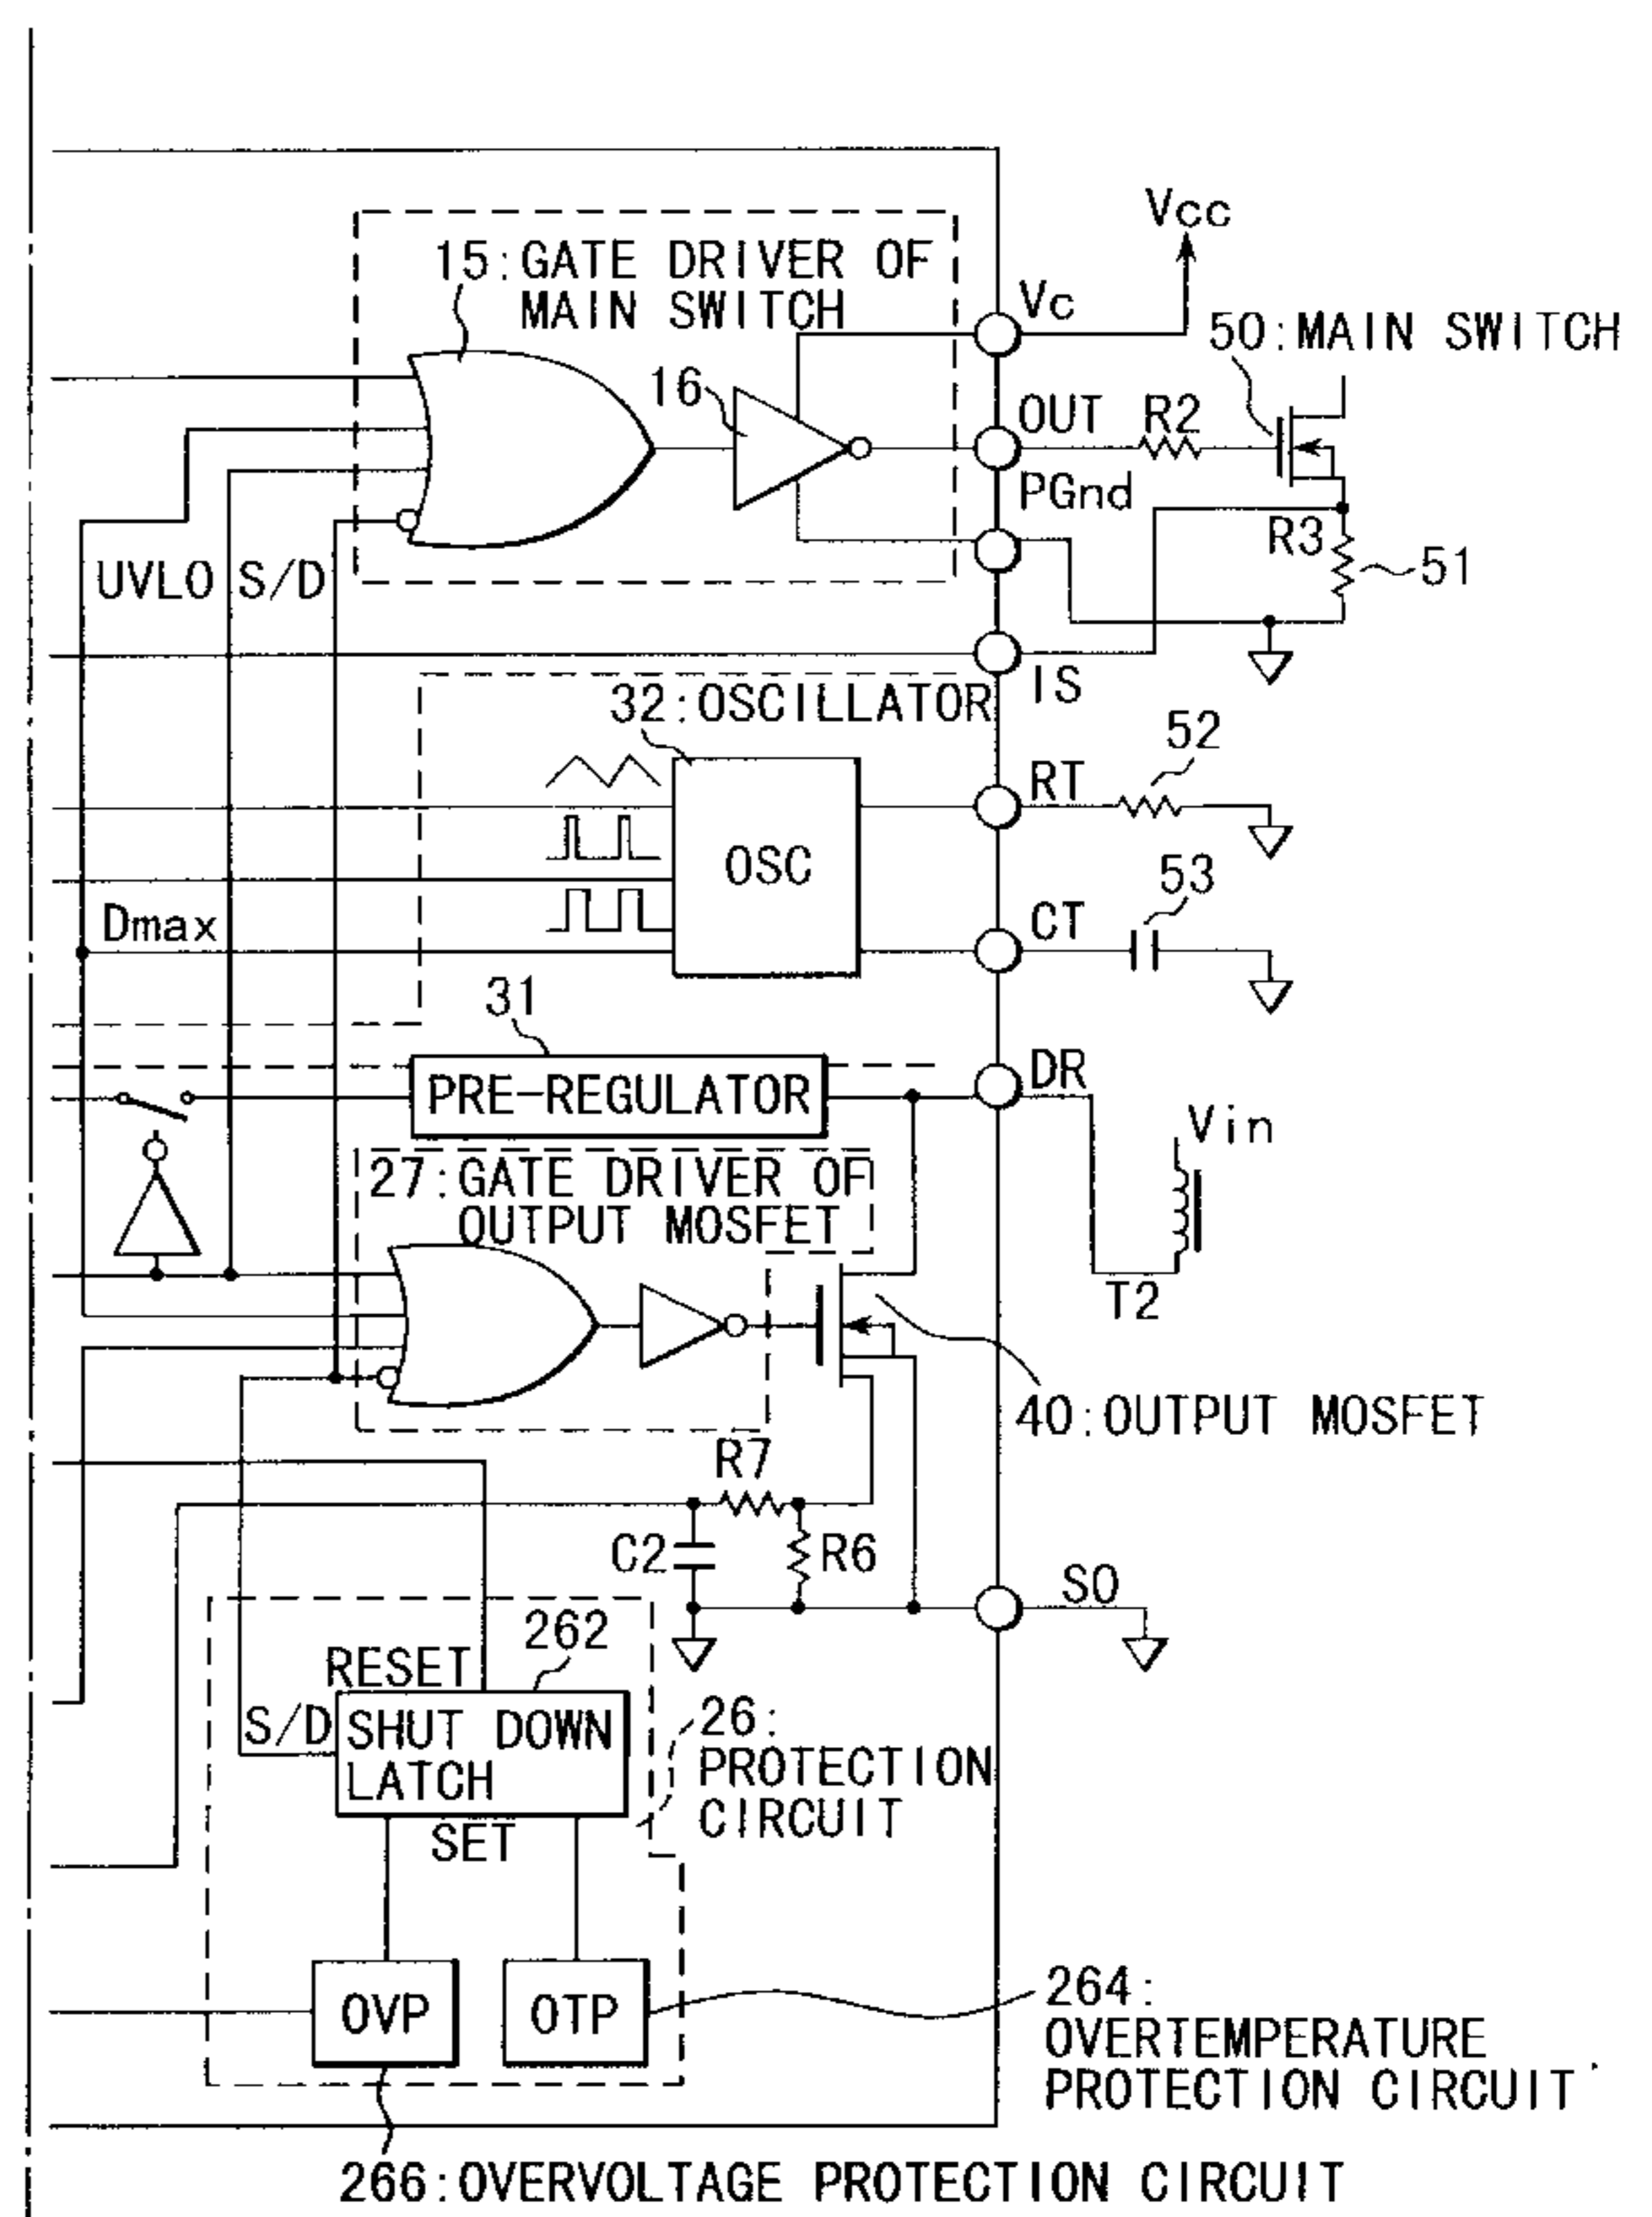 Vcc
15:GATE DRIVER OF
MAIN SWITCH
Vc
50:MAIN SWITCH
16
OUT
R2
PGnd
R3
51
UVLO
S/D
IS
32:OSCILLATOR
52
RT
OSC
53
CT
Dmax
31
DR
PRE-REGULATOR
Vin
27:GATE DRIVER OF
OUTPUT MOSFET
T2
40:OUTPUT MOSFET
R7
C2
R6
SO
262
RESET
S/D
SHUT DOWN
LATCH
26:
PROTECTION
CIRCUIT
SET
OVP
OTP
264:
OVERTEMPERATURE
PROTECTION CIRCUIT
266:OVERVOLTAGE PROTECTION CIRCUIT